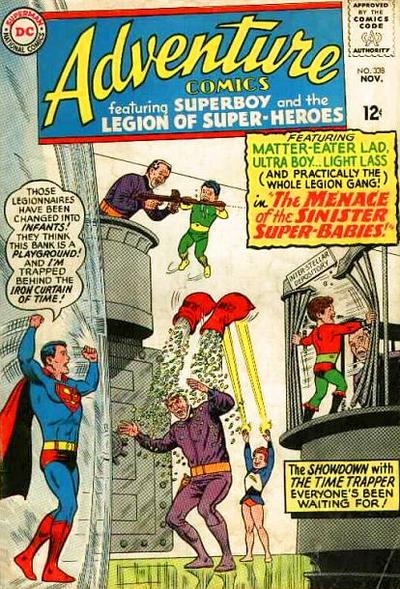 SUPERMAN
DC
NATIONAL COMICS
APPROVED
BY THE
COMICS
CODE
AUTHORITY
Adventure
COMICS
featuring SUPERBOY and the
LEGION OF SUPER-HEROES
NO. 338
NOV.
12¢
FEATURING
MATTER-EATER LAD,
ULTRA BOY...LIGHT LASS
(AND PRACTICALLY THE
WHOLE LEGION GANG!)
in "The MENACE
of the SINISTER
SUPER-BABIES!"
THOSE
LEGIONNAIRES
HAVE BEEN
CHANGED INTO
INFANTS!
THEY THINK
THIS BANK IS A
PLAYGROUND!
AND I'M
TRAPPED
BEHIND THE
IRON CURTAIN
OF TIME!
INTER-STELLAR
DEPOSITORY
The SHOWDOWN with
THE TIME TRAPPER
EVERYONE'S BEEN
WAITING FOR!